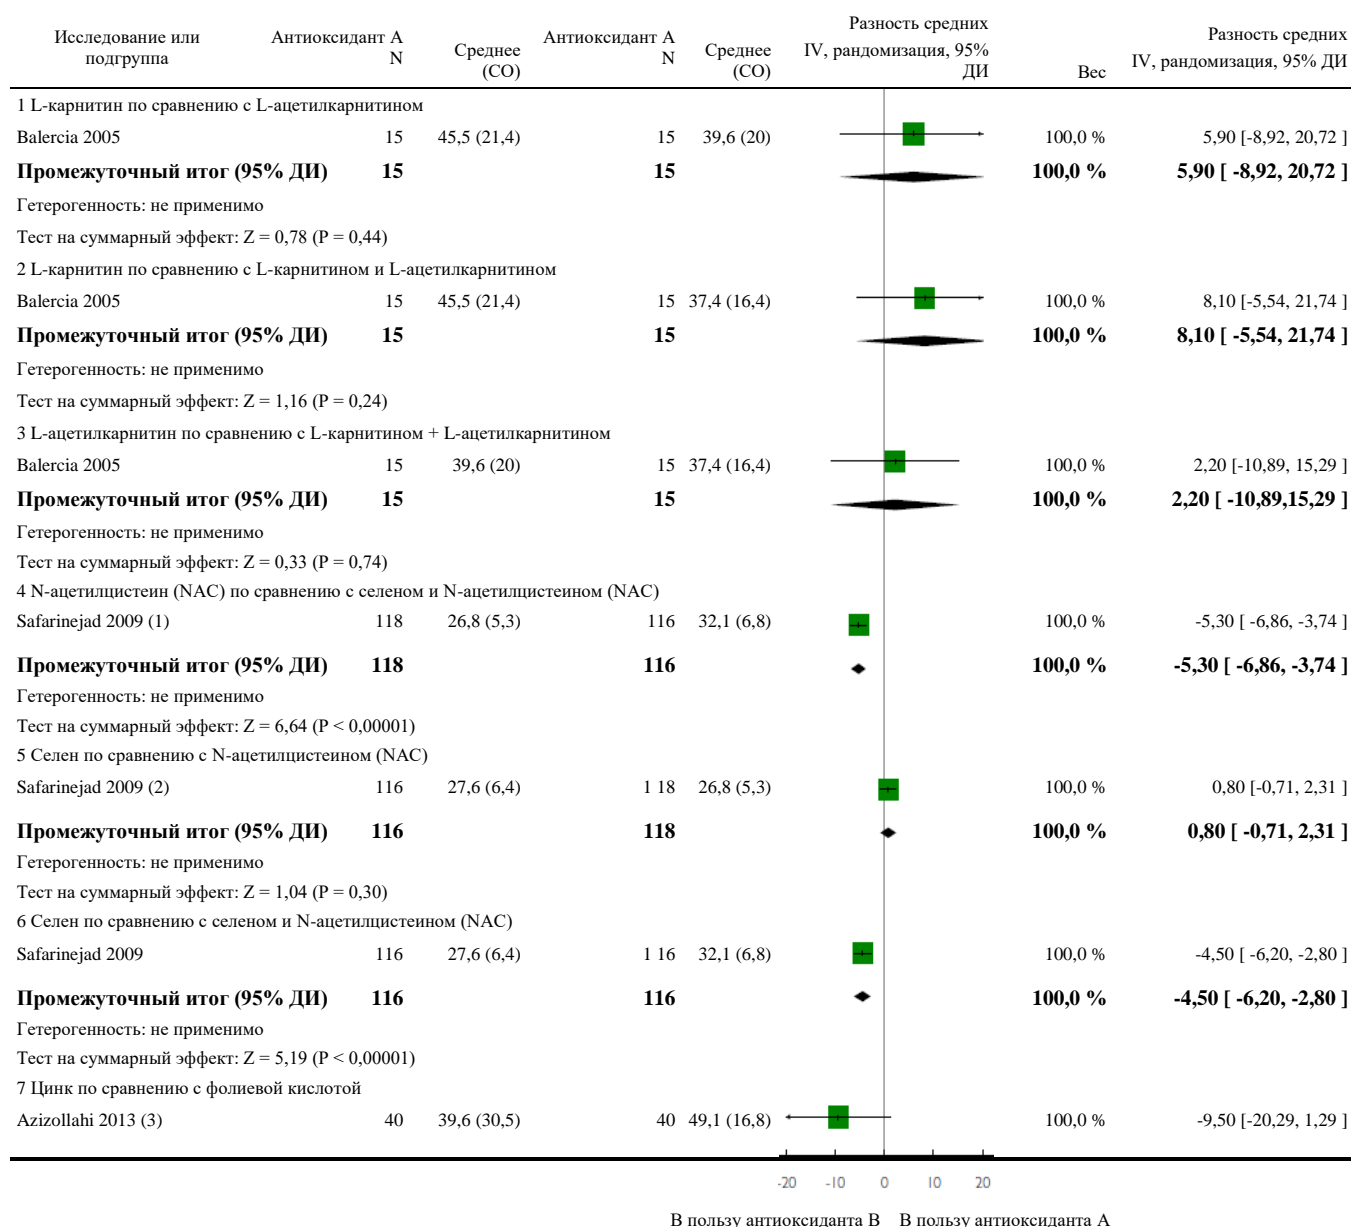 Исследование или подгруппа Антиоксидант А N Среднее (СО) Антиоксидант А N Среднее (СО) Разность средних IV, рандомизация, 95% ДИ Вес Разность средних IV, рандомизация, 95% ДИ
1 L-карнитин по сравнению с L-ацетилкарнитином
Balercia 2005 15 45,5 (21,4) 15 39,6 (20) 100,0 % 5,90 [-8,92, 20,72 ]
Промежуточный итог (95% ДИ) 15 15 100,0 % 5,90 [ -8,92, 20,72 ]
Гетерогенность: не применимо
Тест на суммарный эффект: Z = 0,78 (P = 0,44)
2 L-карнитин по сравнению с L-карнитином и L-ацетилкарнитином
Balercia 2005 15 45,5 (21,4) 15 37,4 (16,4) 100,0 % 8,10 [-5,54, 21,74 ]
Промежуточный итог (95% ДИ) 15 15 100,0 % 8,10 [ -5,54, 21,74 ]
Гетерогенность: не применимо
Тест на суммарный эффект: Z = 1,16 (P = 0,24)
3 L-ацетилкарнитин по сравнению с L-карнитином + L-ацетилкарнитином
Balercia 2005 15 39,6 (20) 15 37,4 (16,4) 100,0 % 2,20 [-10,89, 15,29 ]
Промежуточный итог (95% ДИ) 15 15 100,0 % 2,20 [ -10,89,15,29 ]
Гетерогенность: не применимо
Тест на суммарный эффект: Z = 0,33 (P = 0,74)
4 N-ацетилцистеин (NAC) по сравнению с селеном и N-ацетилцистеином (NAC)
Safarinejad 2009 (1) 118 26,8 (5,3) 116 32,1 (6,8) 100,0 % -5,30 [ -6,86, -3,74 ]
Промежуточный итог (95% ДИ) 118 116 100,0 % -5,30 [ -6,86, -3,74 ]
Гетерогенность: не применимо
Тест на суммарный эффект: Z = 6,64 (P < 0,00001)
5 Селен по сравнению с N-ацетилцистеином (NAC)
Safarinejad 2009 (2) 116 27,6 (6,4) 1 18 26,8 (5,3) 100,0 % 0,80 [-0,71, 2,31 ]
Промежуточный итог (95% ДИ) 116 118 100,0 % 0,80 [ -0,71, 2,31 ]
Гетерогенность: не применимо
Тест на суммарный эффект: Z = 1,04 (P = 0,30)
6 Селен по сравнению с селеном и N-ацетилцистеином (NAC)
Safarinejad 2009 116 27,6 (6,4) 1 16 32,1 (6,8) 100,0 % -4,50 [ -6,20, -2,80 ]
Промежуточный итог (95% ДИ) 116 116 100,0 % -4,50 [ -6,20, -2,80 ]
Гетерогенность: не применимо
Тест на суммарный эффект: Z = 5,19 (P < 0,00001)
7 Цинк по сравнению с фолиевой кислотой
Azizollahi 2013 (3) 40 39,6 (30,5) 40 49,1 (16,8) 100,0 % -9,50 [-20,29, 1,29 ]
-20 -10 0 10 20
В пользу антиоксиданта В В пользу антиоксиданта А